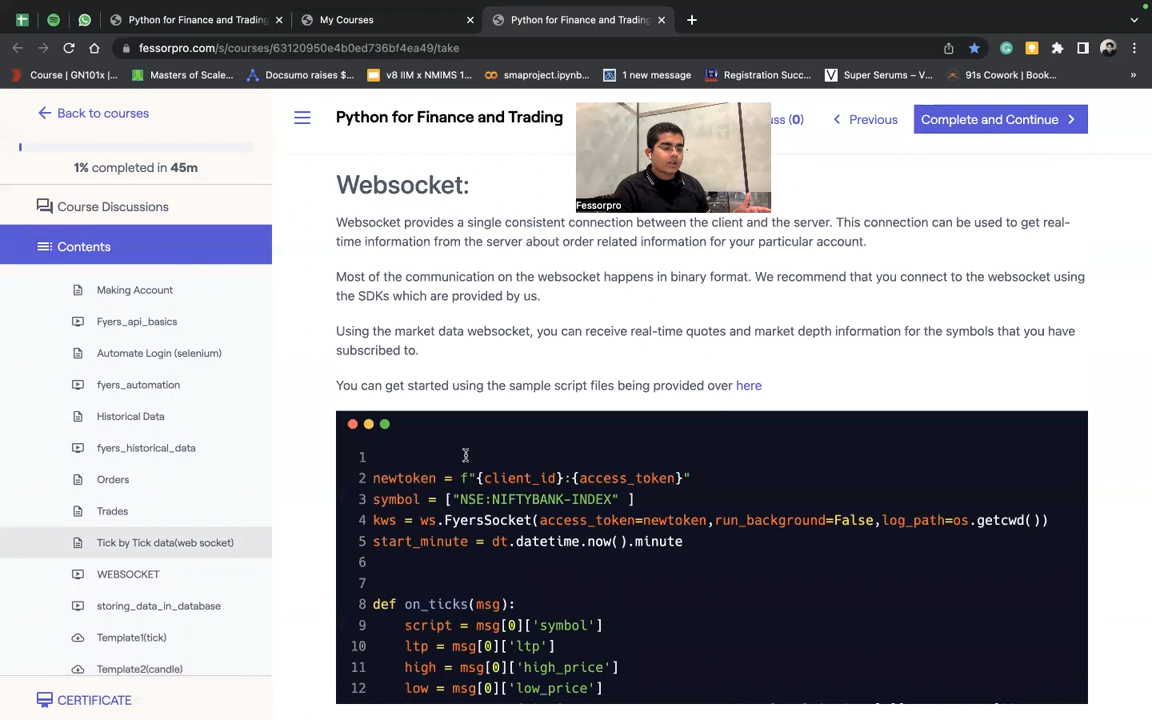 Python for Finance and Trading
My Courses
Python for Finance and Trading
fessorpro.com/s/courses/63120950e4b0ed736bf4ea49/take
Course | GN101x |...
Masters of Scale...
Docsumo raises $...
v8 IIM x NMIMS 1...
smaproject.ipynb...
1 new message
Registration Succ...
Super Serums – V...
91s Cowork | Book...
Back to courses
1% completed in 45m
Course Discussions
Contents
Making Account
Fyers_api_basics
Automate Login (selenium)
fyers_automation
Historical Data
fyers_historical_data
Orders
Trades
Tick by Tick data(web socket)
WEBSOCKET
storing_data_in_database
Template1(tick)
Template2(candle)
CERTIFICATE
Python for Finance and Trading
uss (0)
Previous
Complete and Continue
Fessorpro
Websocket:
Websocket provides a single consistent connection between the client and the server. This connection can be used to get real-
time information from the server about order related information for your particular account.
Most of the communication on the websocket happens in binary format. We recommend that you connect to the websocket using
the SDKs which are provided by us.
Using the market data websocket, you can receive real-time quotes and market depth information for the symbols that you have
subscribed to.
You can get started using the sample script files being provided over here
1
2 newtoken = f"{client_id}:{access_token}"
3 symbol = ["NSE:NIFTYBANK-INDEX" ]
4 kws = ws.FyersSocket(access_token=newtoken,run_background=False,log_path=os.getcwd())
5 start_minute = dt.datetime.now().minute
6
7
8 def on_ticks(msg):
9 script = msg[0]['symbol']
10 ltp = msg[0]['ltp']
11 high = msg[0]['high_price']
12 low = msg[0]['low_price']